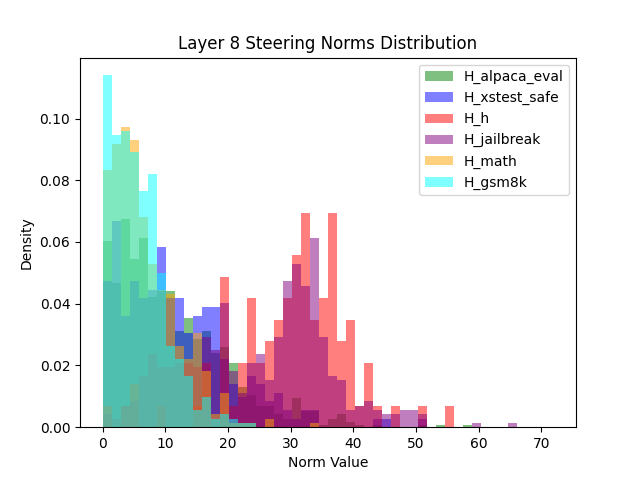 Layer 8 Steering Norms Distribution
H_alpaca_eval
H_xstest_safe
H_h
H_jailbreak
H_math
H_gsm8k
Density
0.10
0.08
0.06
0.04
0.02
0.00
0 10 20 30 40 50 60 70
Norm Value